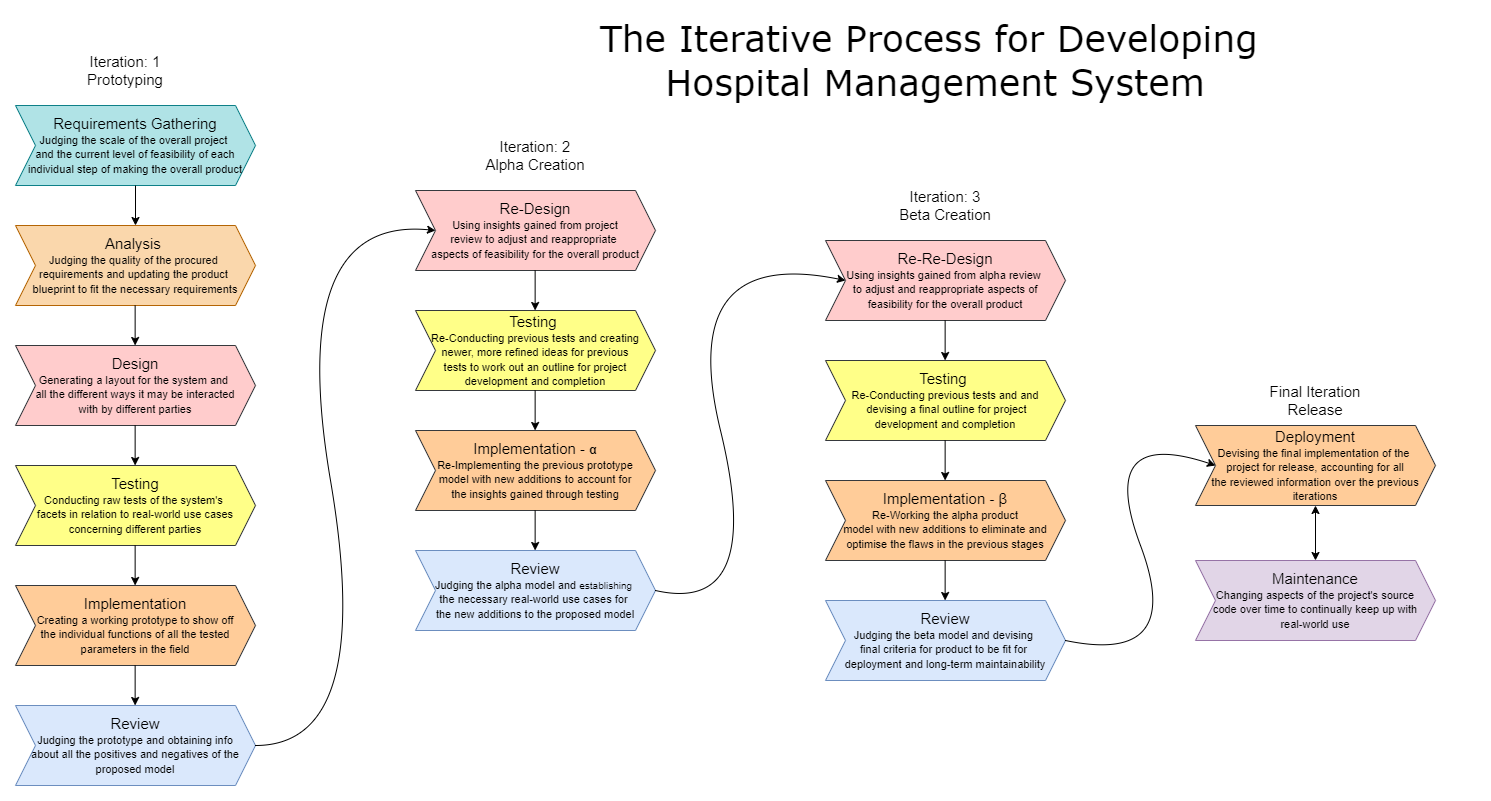 The Iterative Process for Developing
Hospital Management System
Iteration: 1
Prototyping
Requirements Gathering
Judging the scale of the overall project
and the current level of feasibility of each
individual step of making the overall product
Analysis
Judging the quality of the procured
requirements and updating the product
blueprint to fit the necessary requirements
Design
Generating a layout for the system and
all the different ways it may be interacted
with by different parties
Testing
Conducting raw tests of the system's
facets in relation to real-world use cases
concerning different parties
Implementation
Creating a working prototype to show off
the individual functions of all the tested
parameters in the field
Review
Judging the prototype and obtaining info
about all the positives and negatives of the
proposed model
Iteration: 2
Alpha Creation
Re-Design
Using insights gained from project
review to adjust and reappropriate
aspects of feasibility for the overall product
Testing
Re-Conducting previous tests and creating
newer, more refined ideas for previous
tests to work out an outline for project
development and completion
Implementation - α
Re-Implementing the previous prototype
model with new additions to account for
the insights gained through testing
Review
Judging the alpha model and establishing
the necessary real-world use cases for
the new additions to the proposed model
Iteration: 3
Beta Creation
Re-Re-Design
Using insights gained from alpha review
to adjust and reappropriate aspects of
feasibility for the overall product
Testing
Re-Conducting previous tests and and
devising a final outline for project
development and completion
Implementation - β
Re-Working the alpha product
model with new additions to eliminate and
optimise the flaws in the previous stages
Review
Judging the beta model and devising
final criteria for product to be fit for
deployment and long-term maintainability
Final Iteration
Release
Deployment
Devising the final implementation of the
project for release, accounting for all
the reviewed information over the previous
iterations
Maintenance
Changing aspects of the project's source
code over time to continually keep up with
real-world use